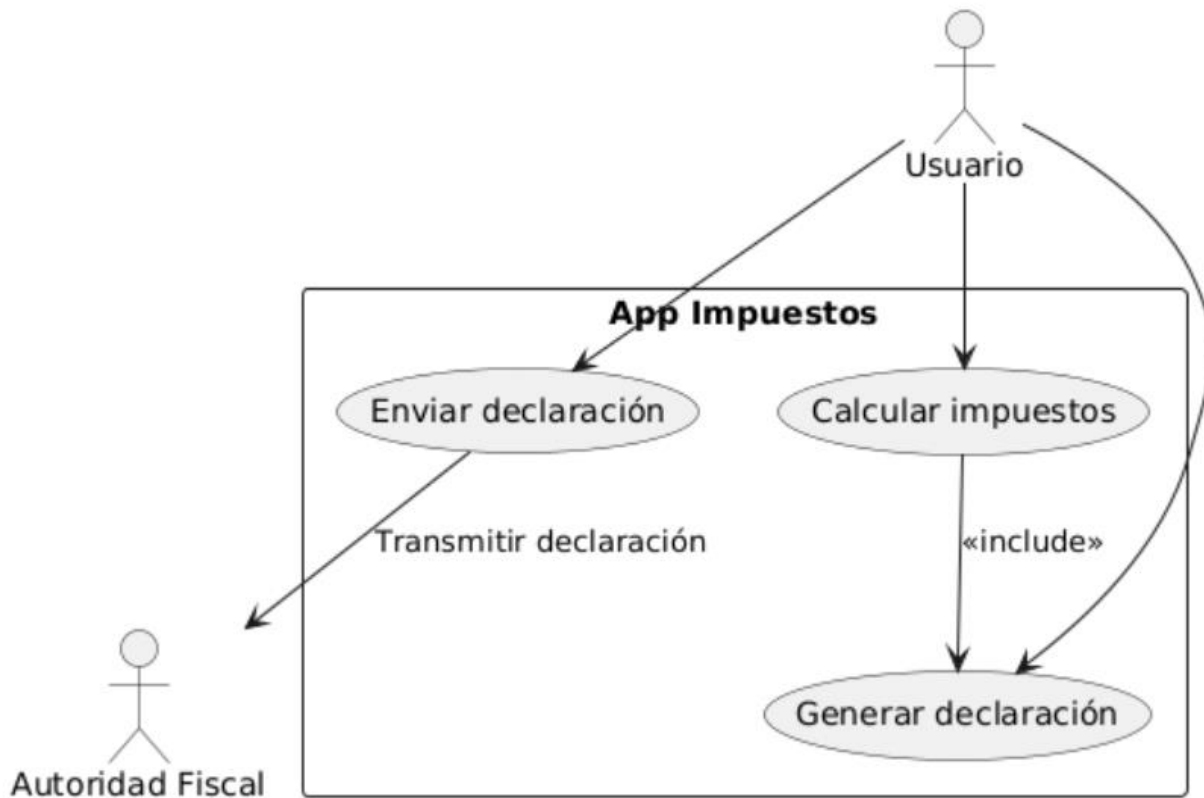 Usuario
App Impuestos
Enviar declaración
Calcular impuestos
Transmitir declaración
«include»
Generar declaración
Autoridad Fiscal